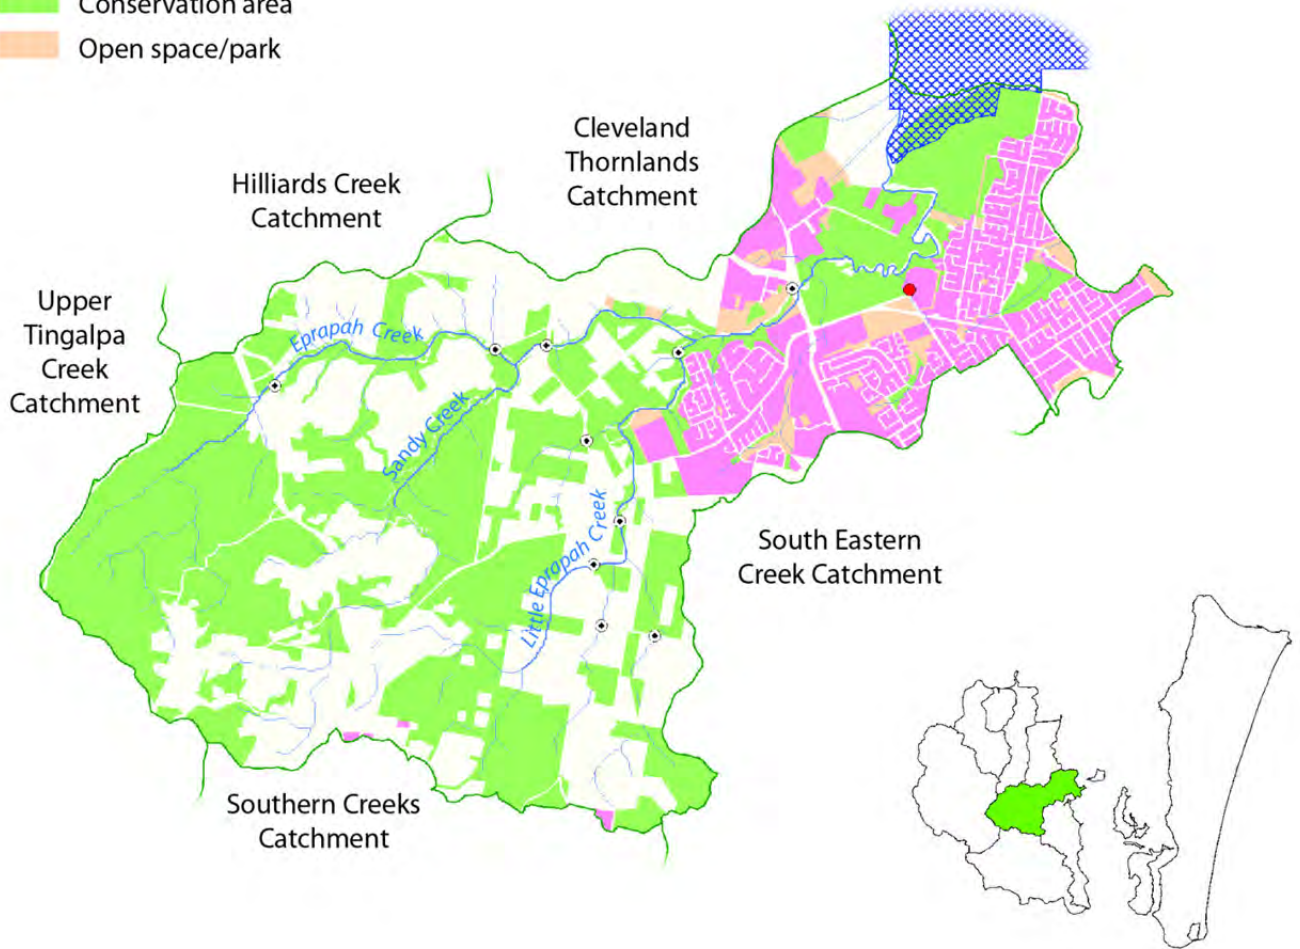 Conservation area
Open space/park
Cleveland
Thornlands
Catchment
Hilliards Creek
Catchment
Upper
Tingalpa
Creek
Catchment
Eprapah Creek
Sandy Creek
Little Eprapah Creek
South Eastern
Creek Catchment
Southern Creeks
Catchment